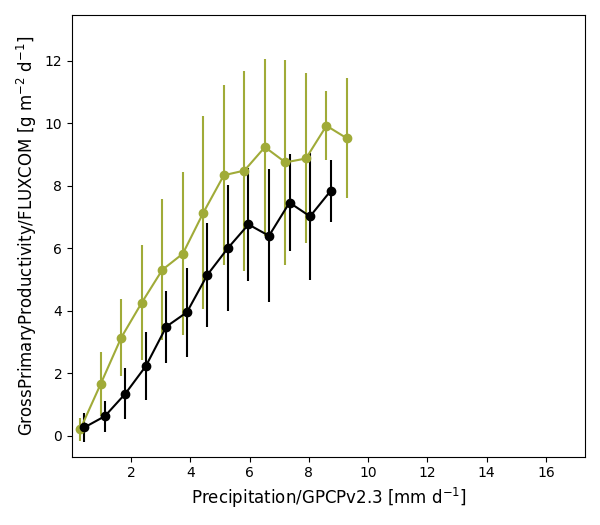 GrossPrimaryProductivity/FLUXCOM [g m⁻² d⁻¹]
12
10
8
6
4
2
0
2 4 6 8 10 12 14 16
Precipitation/GPCPv2.3 [mm d⁻¹]